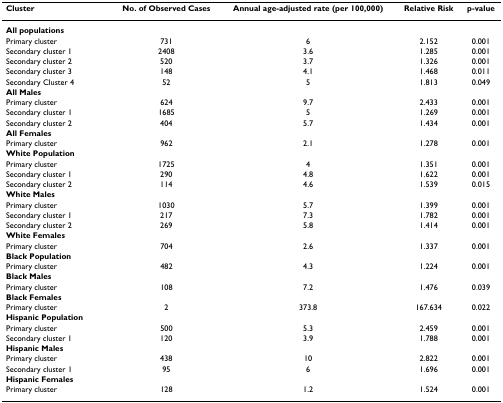 Cluster No. of Observed Cases Annual age-adjusted rate (per 100,000) Relative Risk p-value
All populations
Primary cluster 731 6 2.152 0.001
Secondary cluster 1 2408 3.6 1.285 0.001
Secondary cluster 2 520 3.7 1.326 0.001
Secondary cluster 3 148 4.1 1.468 0.011
Secondary Cluster 4 52 5 1.813 0.049
All Males
Primary cluster 624 9.7 2.433 0.001
Secondary cluster 1 1685 5 1.269 0.001
Secondary cluster 2 404 5.7 1.434 0.001
All Females
Primary cluster 962 2.1 1.278 0.001
White Population
Primary cluster 1725 4 1.351 0.001
Secondary cluster 1 290 4.8 1.622 0.001
Secondary cluster 2 114 4.6 1.539 0.015
White Males
Primary cluster 1030 5.7 1.399 0.001
Secondary cluster 1 217 7.3 1.782 0.001
Secondary cluster 2 269 5.8 1.414 0.001
White Females
Primary cluster 704 2.6 1.337 0.001
Black Population
Primary cluster 482 4.3 1.224 0.001
Black Males
Primary cluster 108 7.2 1.476 0.039
Black Females
Primary cluster 2 373.8 167.634 0.022
Hispanic Population
Primary cluster 500 5.3 2.459 0.001
Secondary cluster 1 120 3.9 1.788 0.001
Hispanic Males
Primary cluster 438 10 2.822 0.001
Secondary cluster 1 95 6 1.696 0.001
Hispanic Females
Primary cluster 128 1.2 1.524 0.001